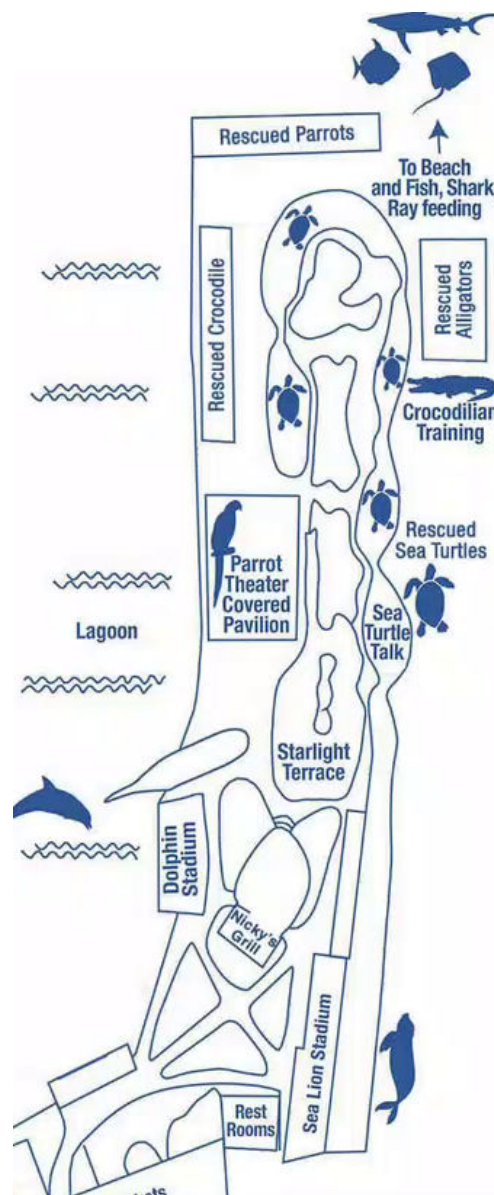 Rescued Parrots
To Beach
and Fish, Shark
Ray feeding
Rescued Crocodile
Rescued
Alligators
Crocodilian
Training
Parrot
Theater
Covered
Pavilion
Rescued
Sea Turtles
Lagoon
Sea
Turtle
Talk
Starlight
Terrace
Dolphin
Stadium
Nicky's
Grill
Sea Lion Stadium
Rest
Rooms